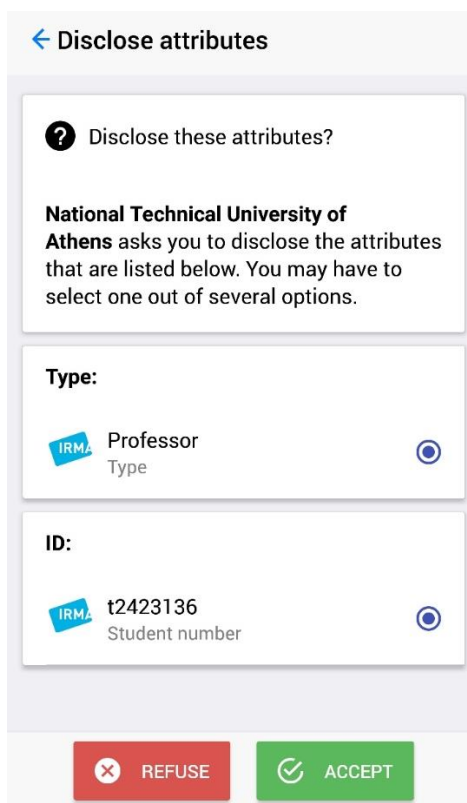 Disclose attributes
Disclose these attributes?
National Technical University of
Athens asks you to disclose the attributes
that are listed below. You may have to
select one out of several options.
Type:
IRMA
Professor
Type
ID:
IRMA
t2423136
Student number
REFUSE
ACCEPT